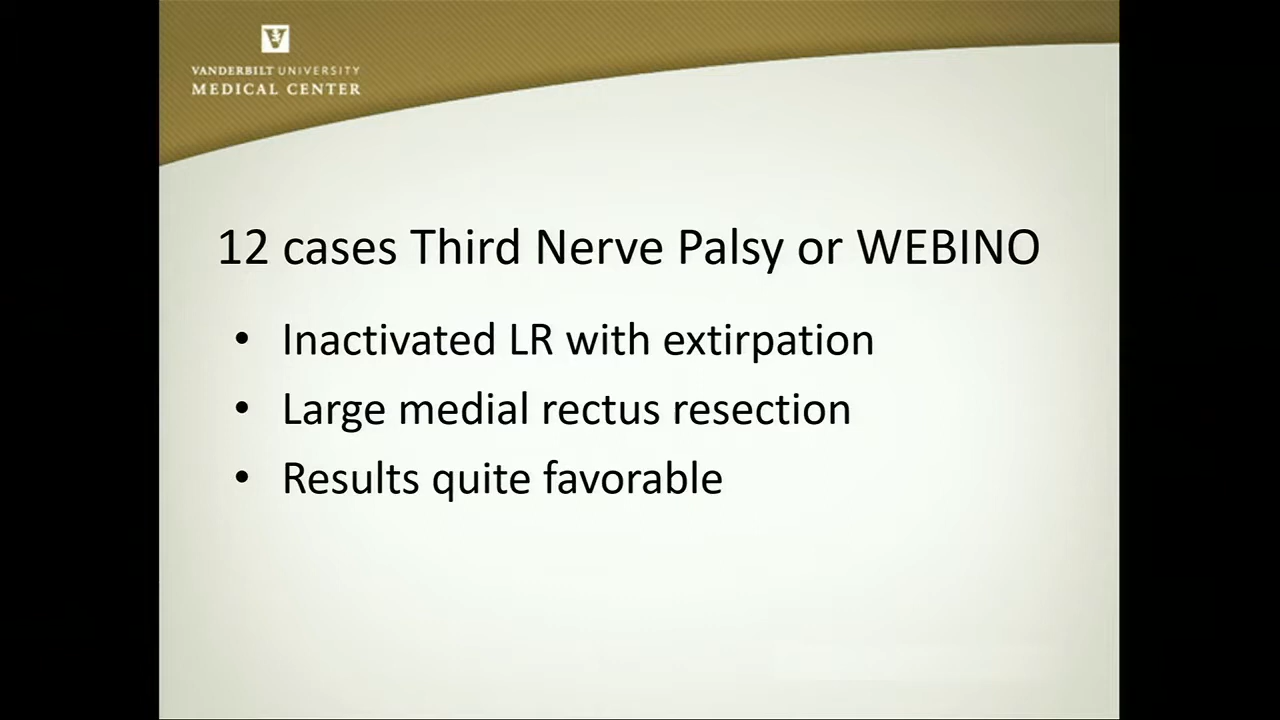 VANDERBILT UNIVERSITY
MEDICAL CENTER
12 cases Third Nerve Palsy or WEBINO
• Inactivated LR with extirpation
• Large medial rectus resection
• Results quite favorable